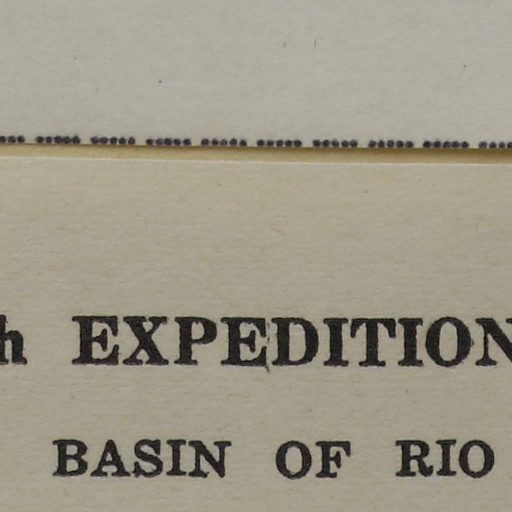 h EXPEDITION
BASIN OF RIO